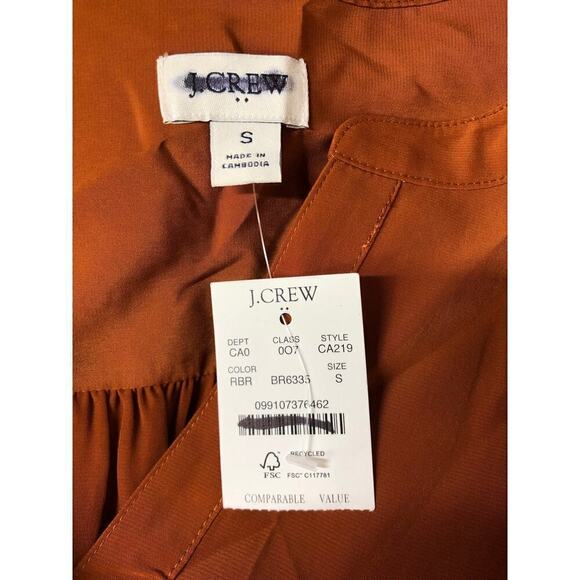 J.CREW
S
MADE IN
CAMBODIA
J.CREW
DEPT CLASS STYLE
CA0 0O7 CA219
COLOR SIZE
RBR BR6335 S
099107376462
FSC RECYCLED
FSC® C117781
COMPARABLE VALUE